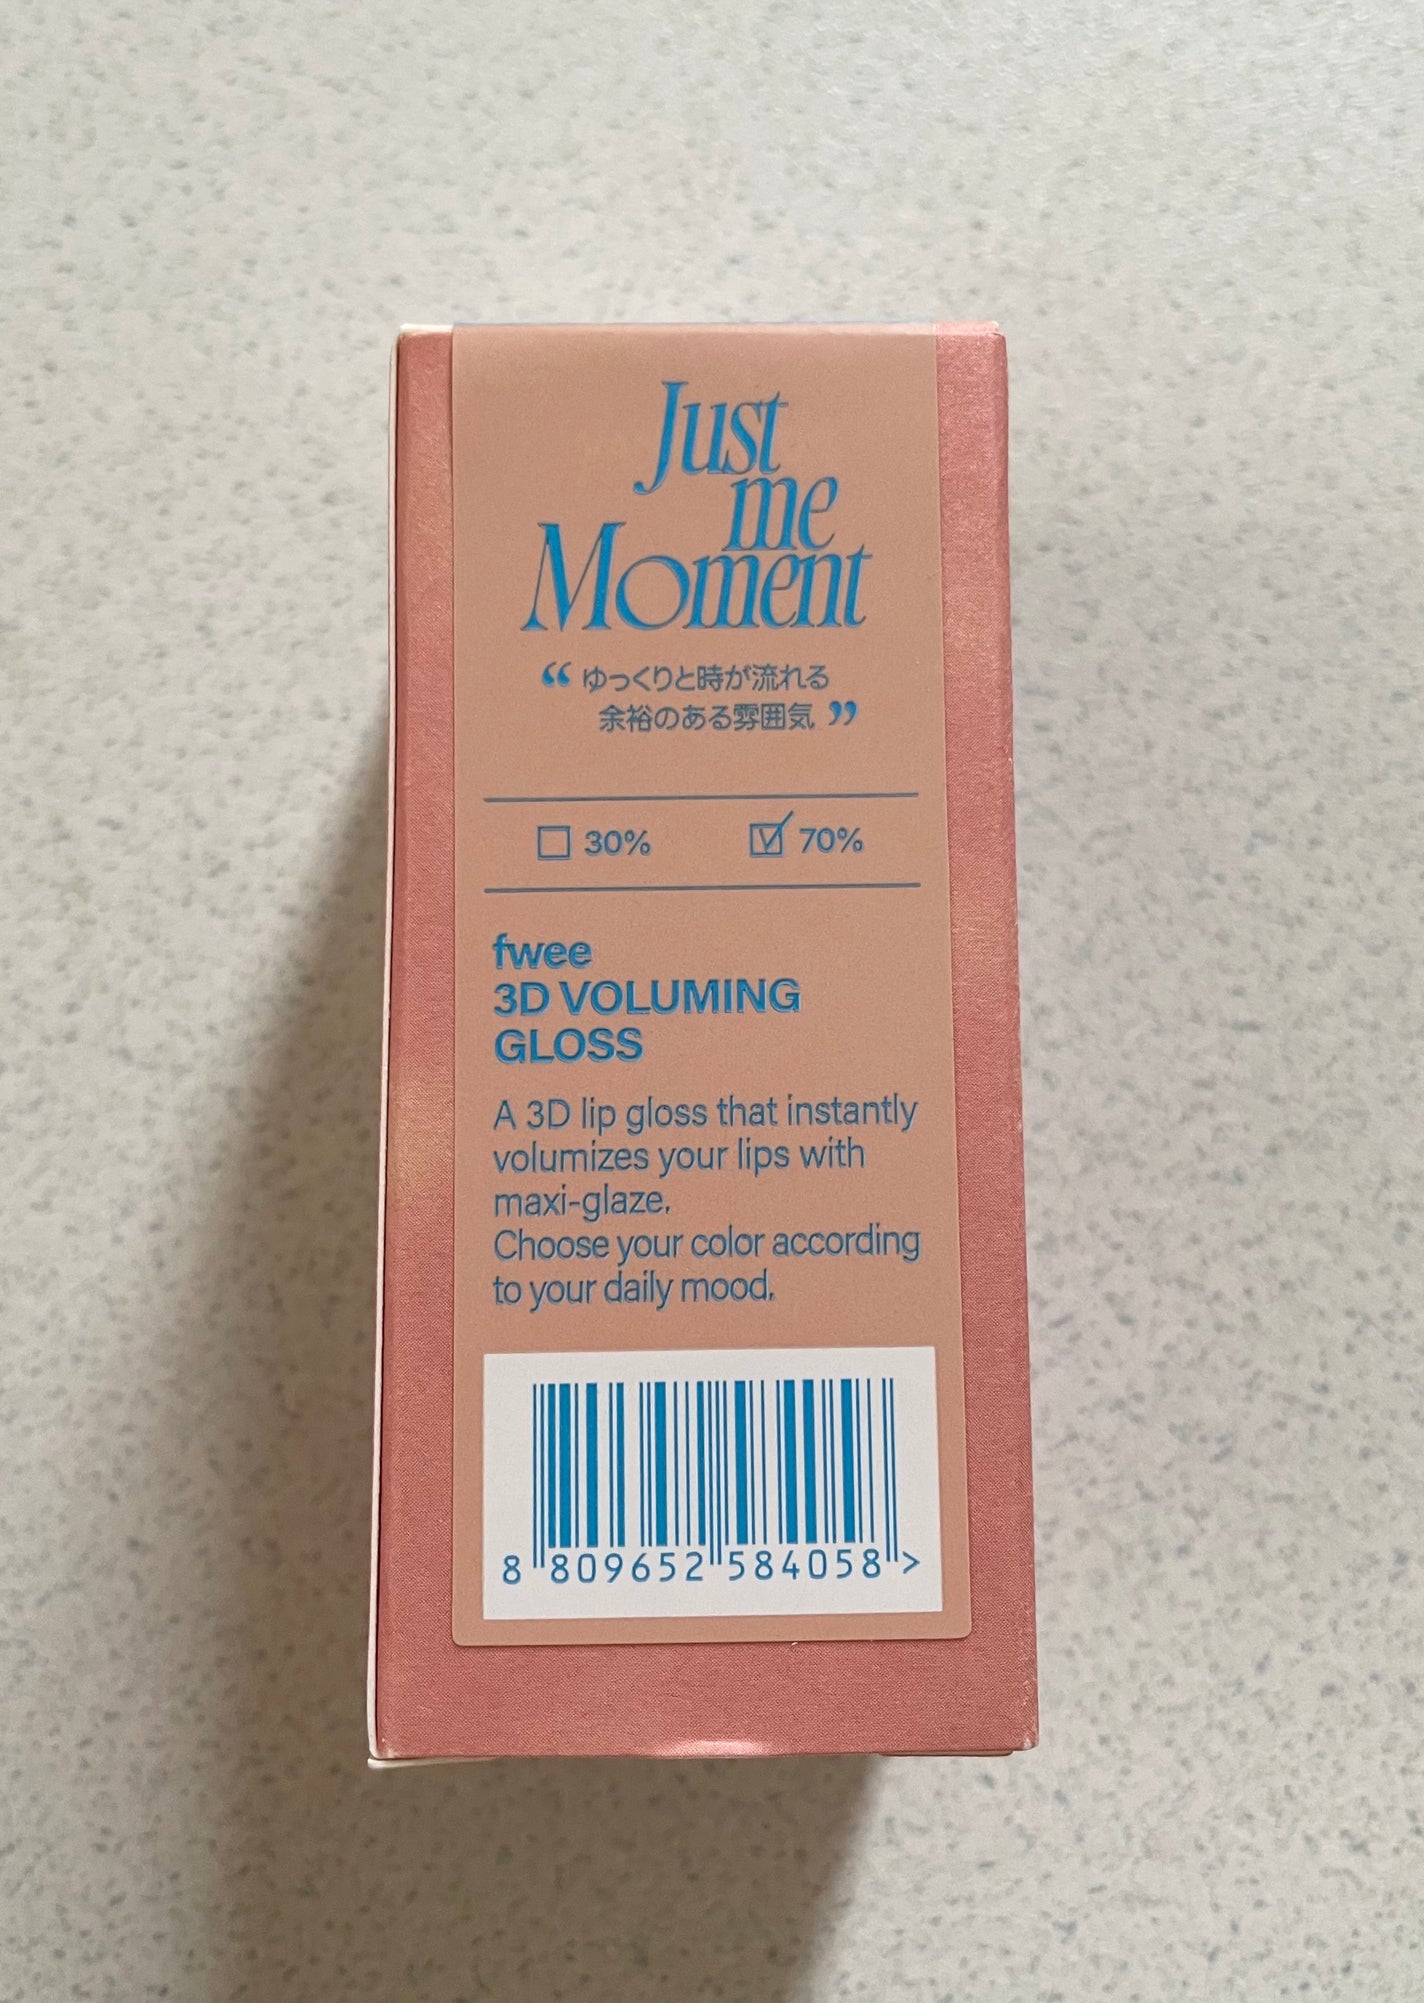 Just
me
Moment
“ ゆっくりと時が流れる
余裕のある雰囲気 ”
30% 70%
fwee
3D VOLUMING
GLOSS
A 3D lip gloss that instantly
volumizes your lips with
maxi-glaze.
Choose your color according
to your daily mood.
8 809652 584058 >